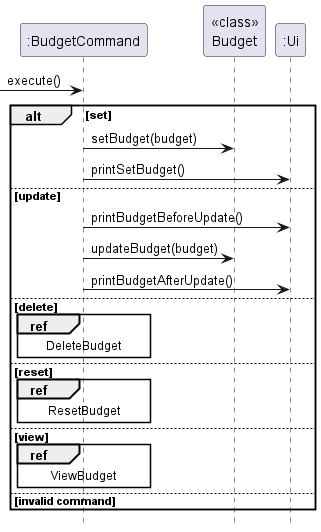 :BudgetCommand
«class»
Budget
:Ui
execute()
alt
[set]
setBudget(budget)
printSetBudget()
[update]
printBudgetBeforeUpdate()
updateBudget(budget)
printBudgetAfterUpdate()
[delete]
ref
DeleteBudget
[reset]
ref
ResetBudget
[view]
ref
ViewBudget
[invalid command]